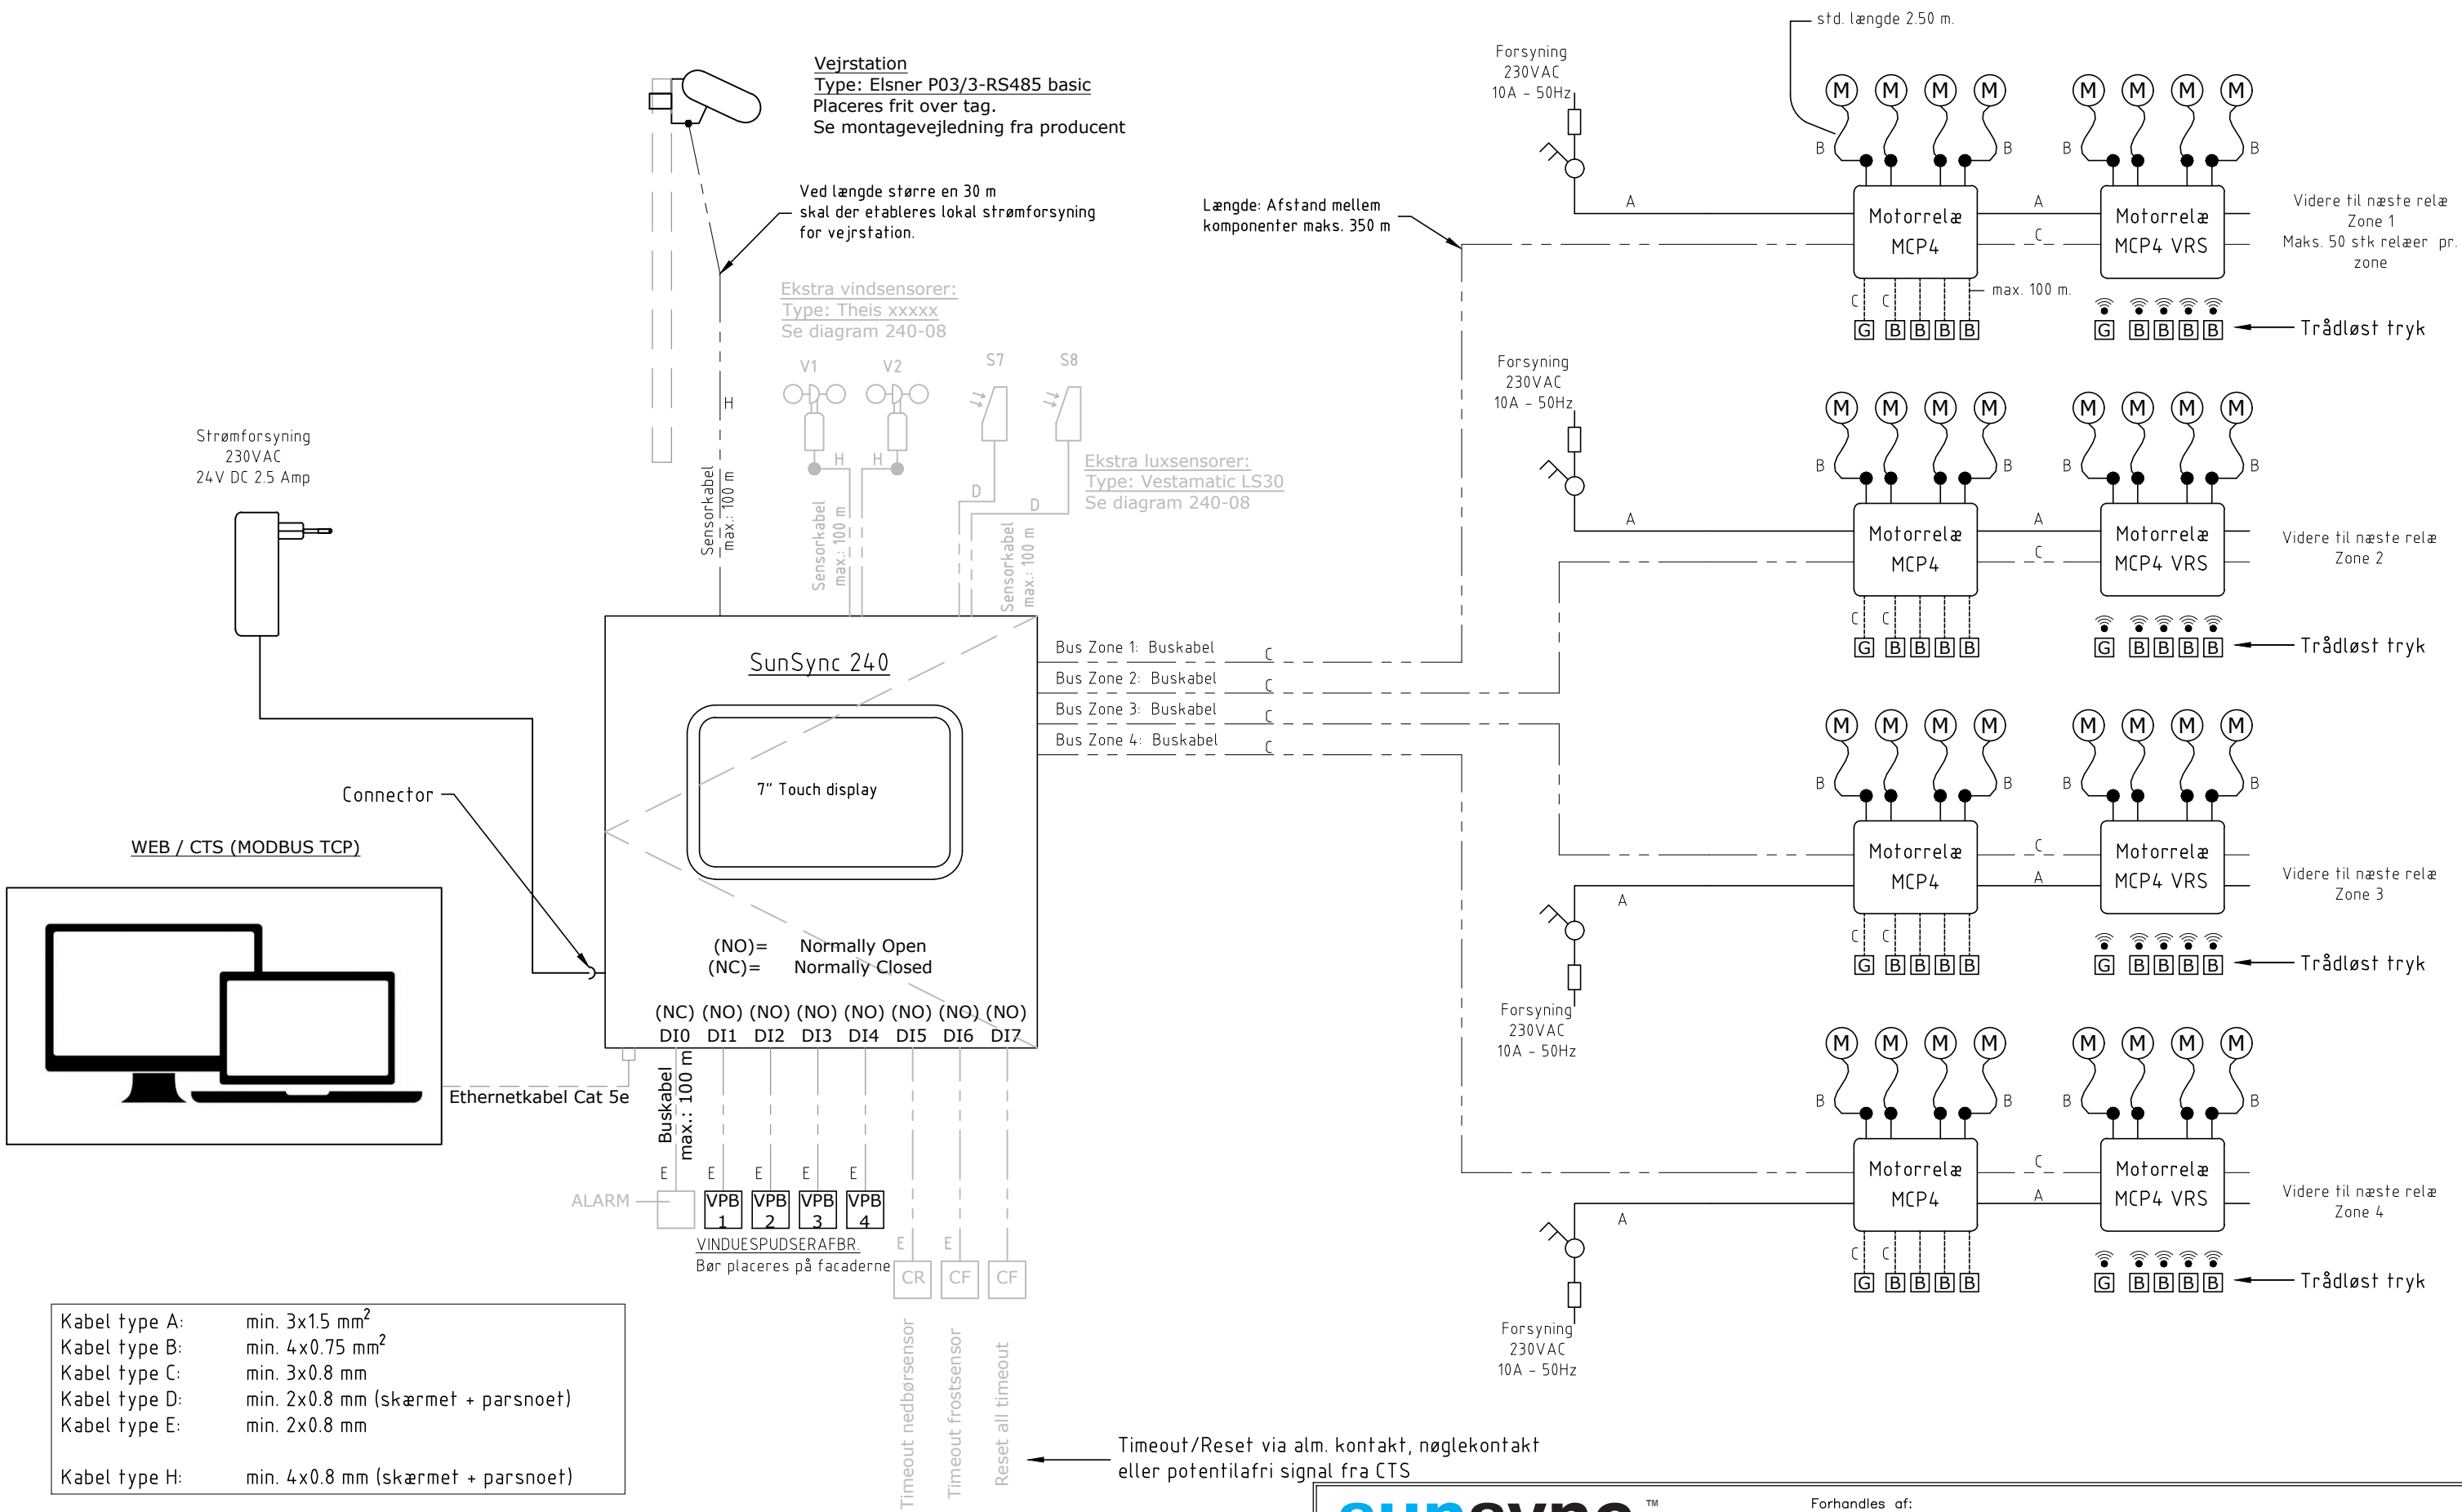 std. længde 2.50 m.
Vejrstation
Type: Elsner P03/3-RS485 basic
Placeres frit over tag.
Se montagevejledning fra producent
Ved længde større en 30 m
skal der etableres lokal strømforsyning
for vejrstation.
Længde: Afstand mellem
komponenter maks. 350 m
Ekstra vindsensorer:
Type: Theis xxxxx
Se diagram 240-08
V1
V2
S7
S8
H
H
H
D
D
Ekstra luxsensorer:
Type: Vestamatic LS30
Se diagram 240-08
Sensorkabel
max.: 100 m
Sensorkabel
max.: 100 m
Sensorkabel
max.: 100 m
Strømforsyning
230VAC
24V DC 2.5 Amp
Connector
WEB / CTS (MODBUS TCP)
Ethernetkabel Cat 5e
SunSync 240
7" Touch display
(NO)= Normally Open
(NC)= Normally Closed
(NC) (NO) (NO) (NO) (NO) (NO) (NO) (NO)
DI0 DI1 DI2 DI3 DI4 DI5 DI6 DI7
Buskabel
max.: 100 m
E E E E E
ALARM
VPB 1
VPB 2
VPB 3
VPB 4
VINDUESPUDSERAFBR.
Bør placeres på facaderne
E E
CR CF CF
Timeout nedbørsensor
Timeout frostsensor
Reset all timeout
Timeout/Reset via alm. kontakt, nøglekontakt
eller potentilafri signal fra CTS
Bus Zone 1: Buskabel C
Bus Zone 2: Buskabel C
Bus Zone 3: Buskabel C
Bus Zone 4: Buskabel C
Forsyning
230VAC
10A - 50Hz
A
M M M M M M M M
B B B B
Motorrelæ
MCP4
A
C
Motorrelæ
MCP4 VRS
Videre til næste relæ
Zone 1
Maks. 50 stk relæer pr.
zone
C C
max. 100 m.
G B B B B
G B B B B
Trådløst tryk
Forsyning
230VAC
10A - 50Hz
A
M M M M M M M M
B B B B
Motorrelæ
MCP4
A
C
Motorrelæ
MCP4 VRS
Videre til næste relæ
Zone 2
C C
G B B B B
G B B B B
Trådløst tryk
M M M M M M M M
B B B B
Motorrelæ
MCP4
C
A
Motorrelæ
MCP4 VRS
Videre til næste relæ
Zone 3
A
C C
G B B B B
G B B B B
Trådløst tryk
Forsyning
230VAC
10A - 50Hz
M M M M M M M M
B B B B
Motorrelæ
MCP4
C
A
Motorrelæ
MCP4 VRS
Videre til næste relæ
Zone 4
A
C C
G B B B B
G B B B B
Trådløst tryk
Forsyning
230VAC
10A - 50Hz
Kabel type A: min. 3x1.5 mm²
Kabel type B: min. 4x0.75 mm²
Kabel type C: min. 3x0.8 mm
Kabel type D: min. 2x0.8 mm (skærmet + parsnoet)
Kabel type E: min. 2x0.8 mm
Kabel type H: min. 4x0.8 mm (skærmet + parsnoet)
sunsync™
Forhandles af: